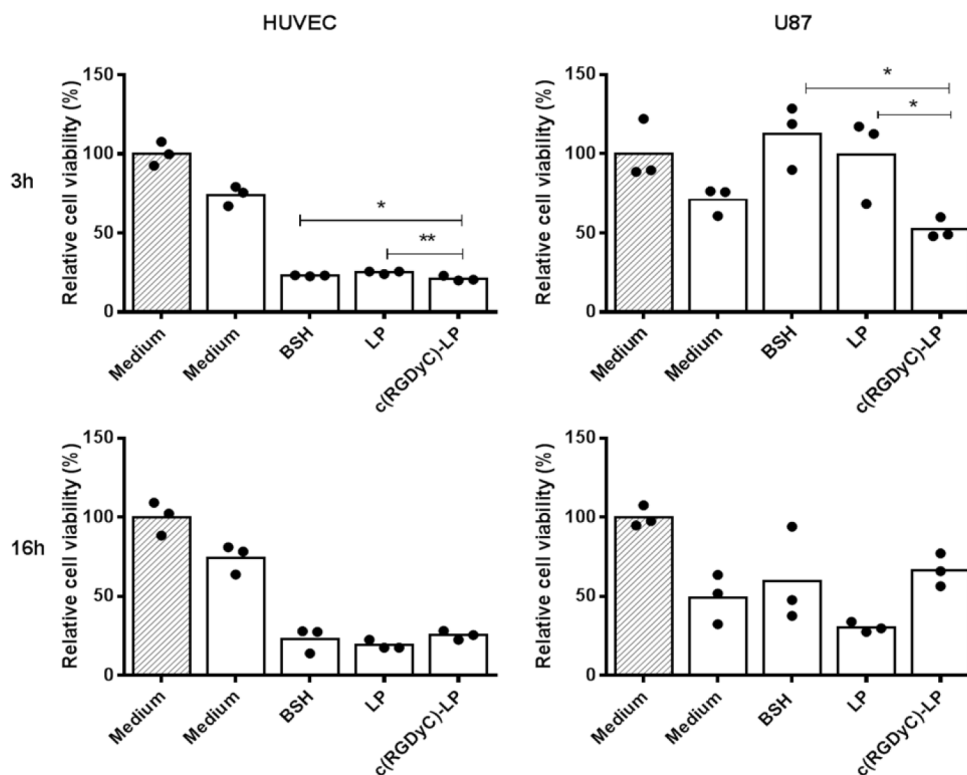 HUVEC
U87
3h
Relative cell viability (%)
150
100
50
0
*
**
Medium
Medium
BSH
LP
c(RGDyC)-LP
Relative cell viability (%)
150
100
50
0
*
*
Medium
Medium
BSH
LP
c(RGDyC)-LP
16h
Relative cell viability (%)
150
100
50
0
Medium
Medium
BSH
LP
c(RGDyC)-LP
Relative cell viability (%)
150
100
50
0
Medium
Medium
BSH
LP
c(RGDyC)-LP